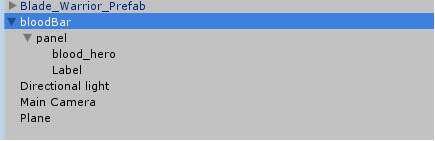 Blade_Warrior_Prefab
bloodBar
panel
blood_hero
Label
Directional light
Main Camera
Plane